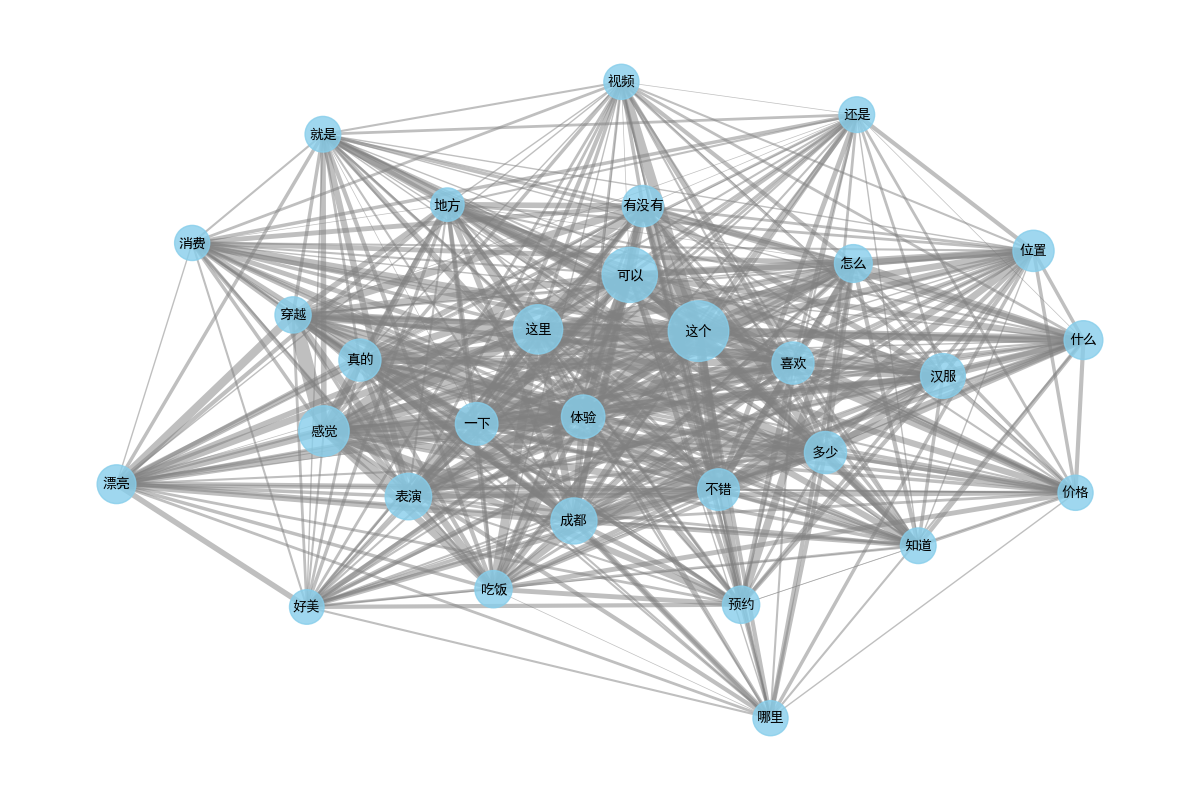 视频
还是
就是
地方
有没有
消费
位置
怎么
可以
穿越
这里
这个
什么
真的
喜欢
汉服
体验
一下
感觉
多少
漂亮
不错
价格
表演
成都
知道
吃饭
预约
好美
哪里